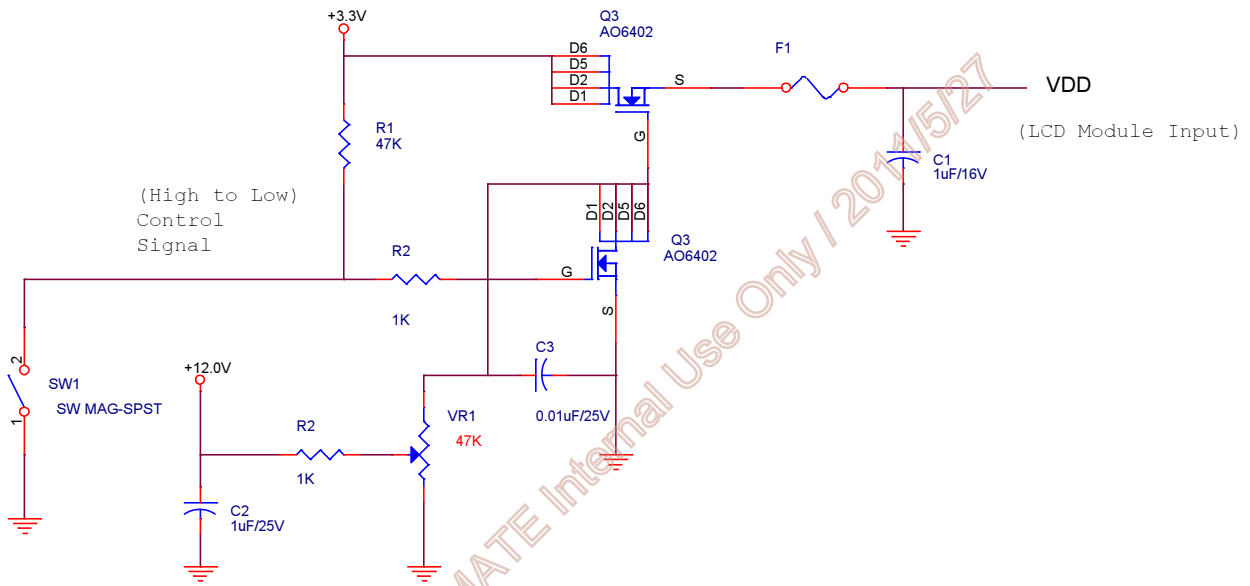 +3.3V
Q3
AO6402
D6
D5
D2
D1
S
G
F1
VDD
(LCD Module Input)
R1
47K
C1
1uF/16V
(High to Low)
Control
Signal
D1
D2
D5
D6
Q3
AO6402
R2
G
1K
S
2
SW1
SW MAG-SPST
1
+12.0V
C3
0.01uF/25V
VR1
47K
R2
1K
C2
1uF/25V
MATE Internal Use Only / 2011/5/27